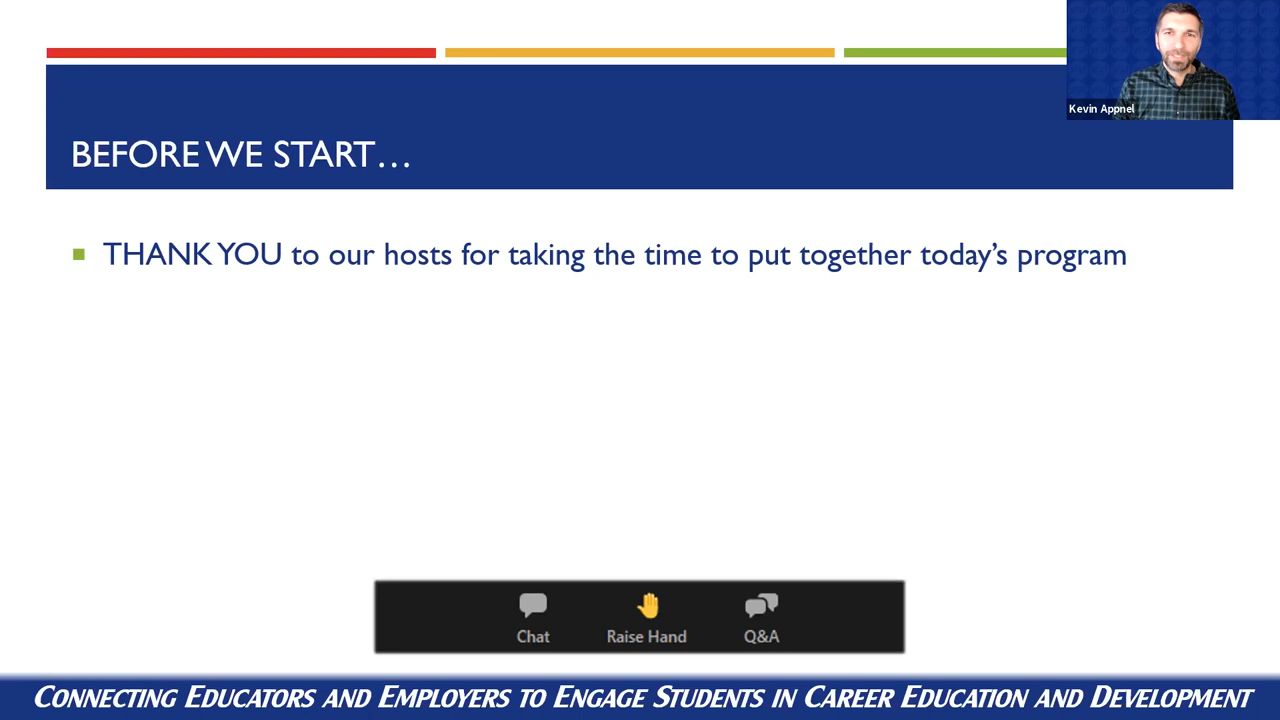 Kevin Appnel
BEFORE WE START…
THANK YOU to our hosts for taking the time to put together today’s program
Chat
Raise Hand
Q&A
CONNECTING EDUCATORS AND EMPLOYERS TO ENGAGE STUDENTS IN CAREER EDUCATION AND DEVELOPMENT